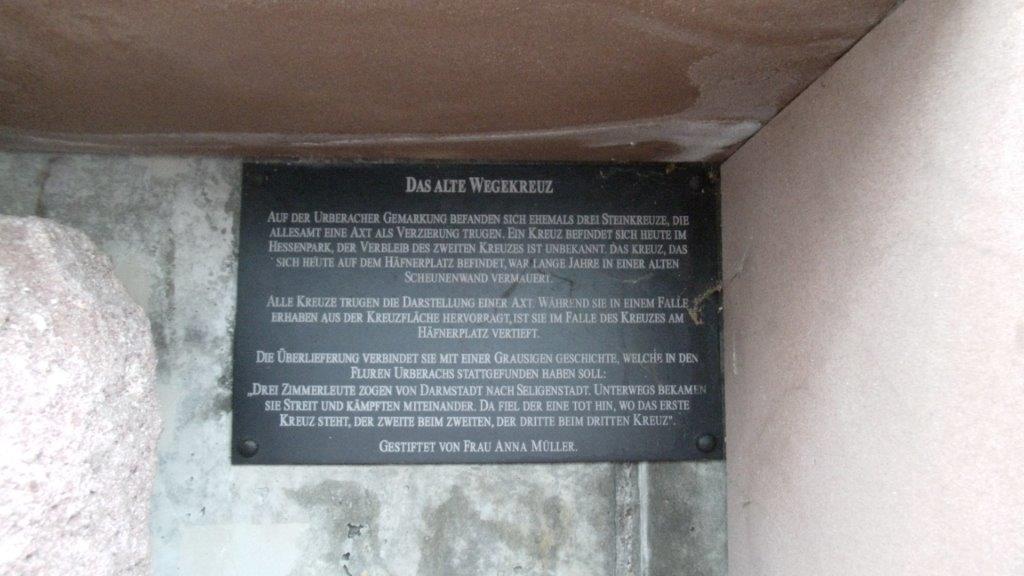 DAS ALTE WEGEKREUZ
AUF DER URBERACHER GEMARKUNG BEFANDEN SICH EHEMALS DREI STEINKREUZE, DIE
ALLESAMT EINE AXT ALS VERZIERUNG TRUGEN. EIN KREUZ BEFINDET SICH HEUTE IM
HESSENPARK, DER VERBLEIB DES ZWEITEN KREUZES IST UNBEKANNT. DAS KREUZ, DAS
SICH HEUTE AUF DEM HÄFNERPLATZ BEFINDET, WAR LANGE JAHRE IN EINER ALTEN
SCHEUNENWAND VERMAUERT.
ALLE KREUZE TRUGEN DIE DARSTELLUNG EINER AXT. WÄHREND SIE IN EINEM FALLE
ERHABEN AUS DER KREUZFLÄCHE HERVORRAGT, IST SIE IM FALLE DES KREUZES AM
HÄFNERPLATZ VERTIEFT.
DIE ÜBERLIEFERUNG VERBINDET SIE MIT EINER GRAUSIGEN GESCHICHTE, WELCHE IN DEN
FLUREN URBERACHS STATTGEFUNDEN HABEN SOLL:
„DREI ZIMMERLEUTE ZOGEN VON DARMSTADT NACH SELIGENSTADT. UNTERWEGS BEKAMEN
SIE STREIT UND KÄMPFTEN MITEINANDER. DA FIEL DER EINE TOT HIN, WO DAS ERSTE
KREUZ STEHT, DER ZWEITE BEIM ZWEITEN, DER DRITTE BEIM DRITTEN KREUZ".
GESTIFTET VON FRAU ANNA MÜLLER.